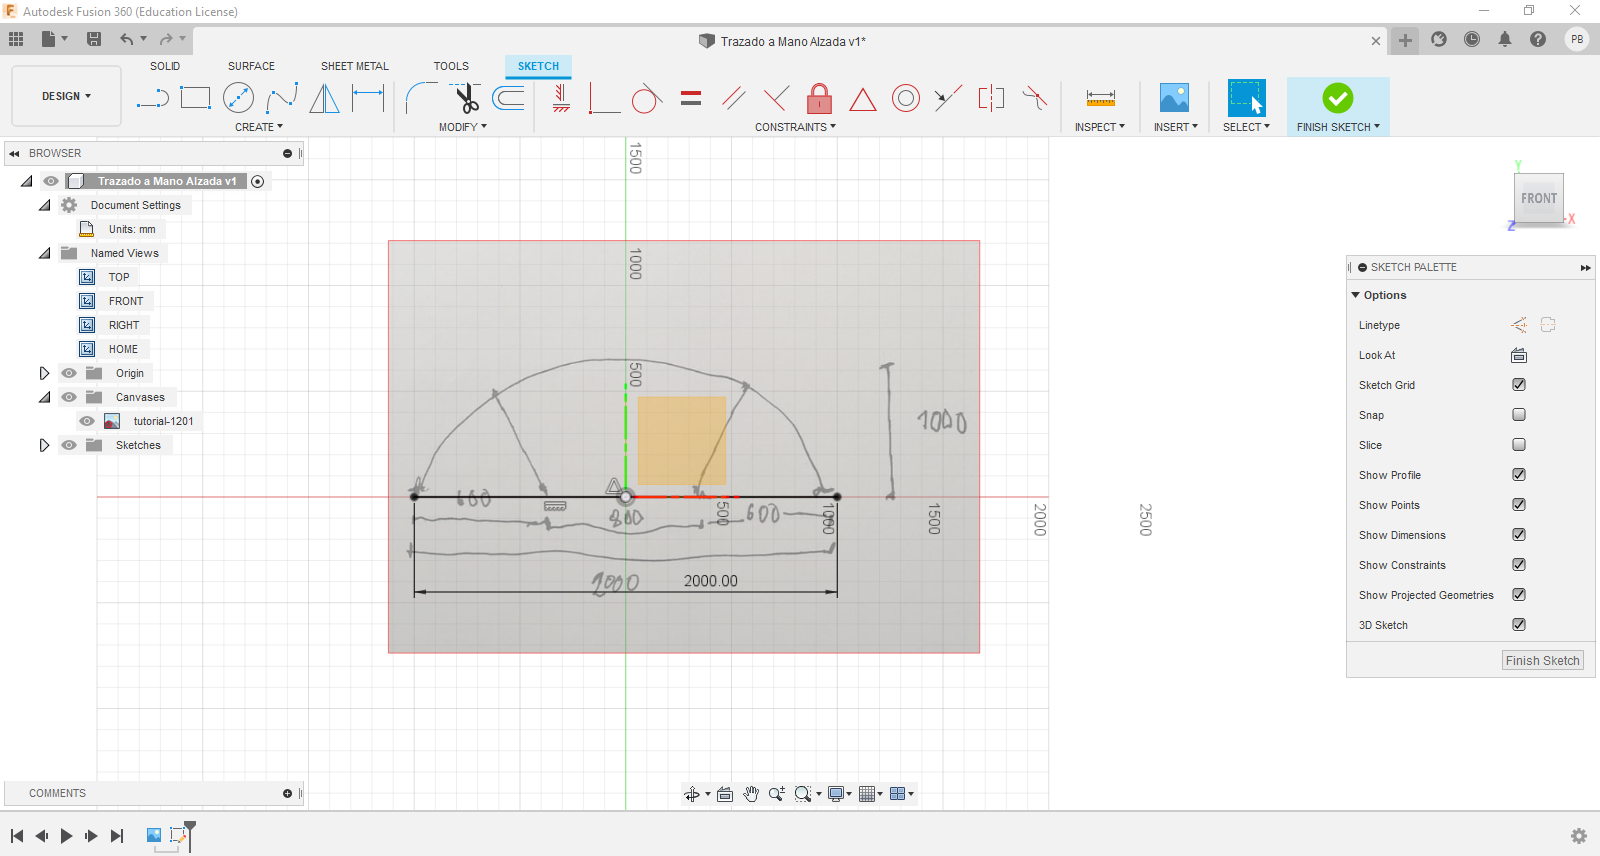 Autodesk Fusion 360 (Education License)
Trazado a Mano Alzada v1*
PB
DESIGN
SOLID
SURFACE
SHEET METAL
TOOLS
SKETCH
CREATE
MODIFY
CONSTRAINTS
INSPECT
INSERT
SELECT
FINISH SKETCH
BROWSER
Trazado a Mano Alzada v1
Document Settings
Units: mm
Named Views
TOP
FRONT
RIGHT
HOME
Origin
Canvases
tutorial-1201
Sketches
1500
1000
500
1000
600
800
500
600
1000
1500
2000
2500
2000
2000.00
Y
FRONT
Z
-X
SKETCH PALETTE
Options
Linetype
Look At
Sketch Grid
Snap
Slice
Show Profile
Show Points
Show Dimensions
Show Constraints
Show Projected Geometries
3D Sketch
Finish Sketch
COMMENTS